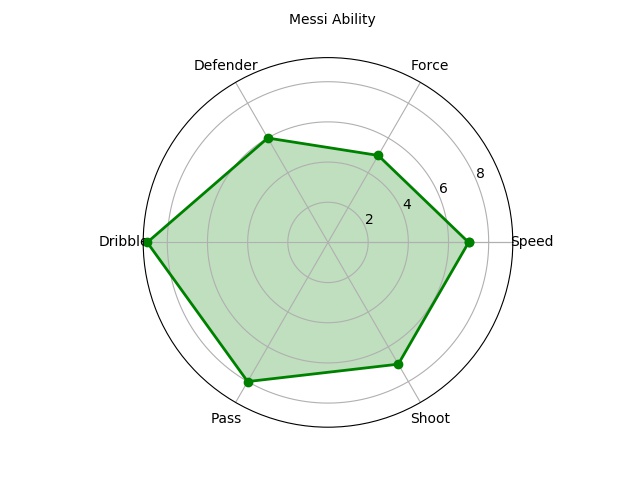 Messi Ability
Defender
Force
8
6
4
2
Dribble
Speed
Pass
Shoot